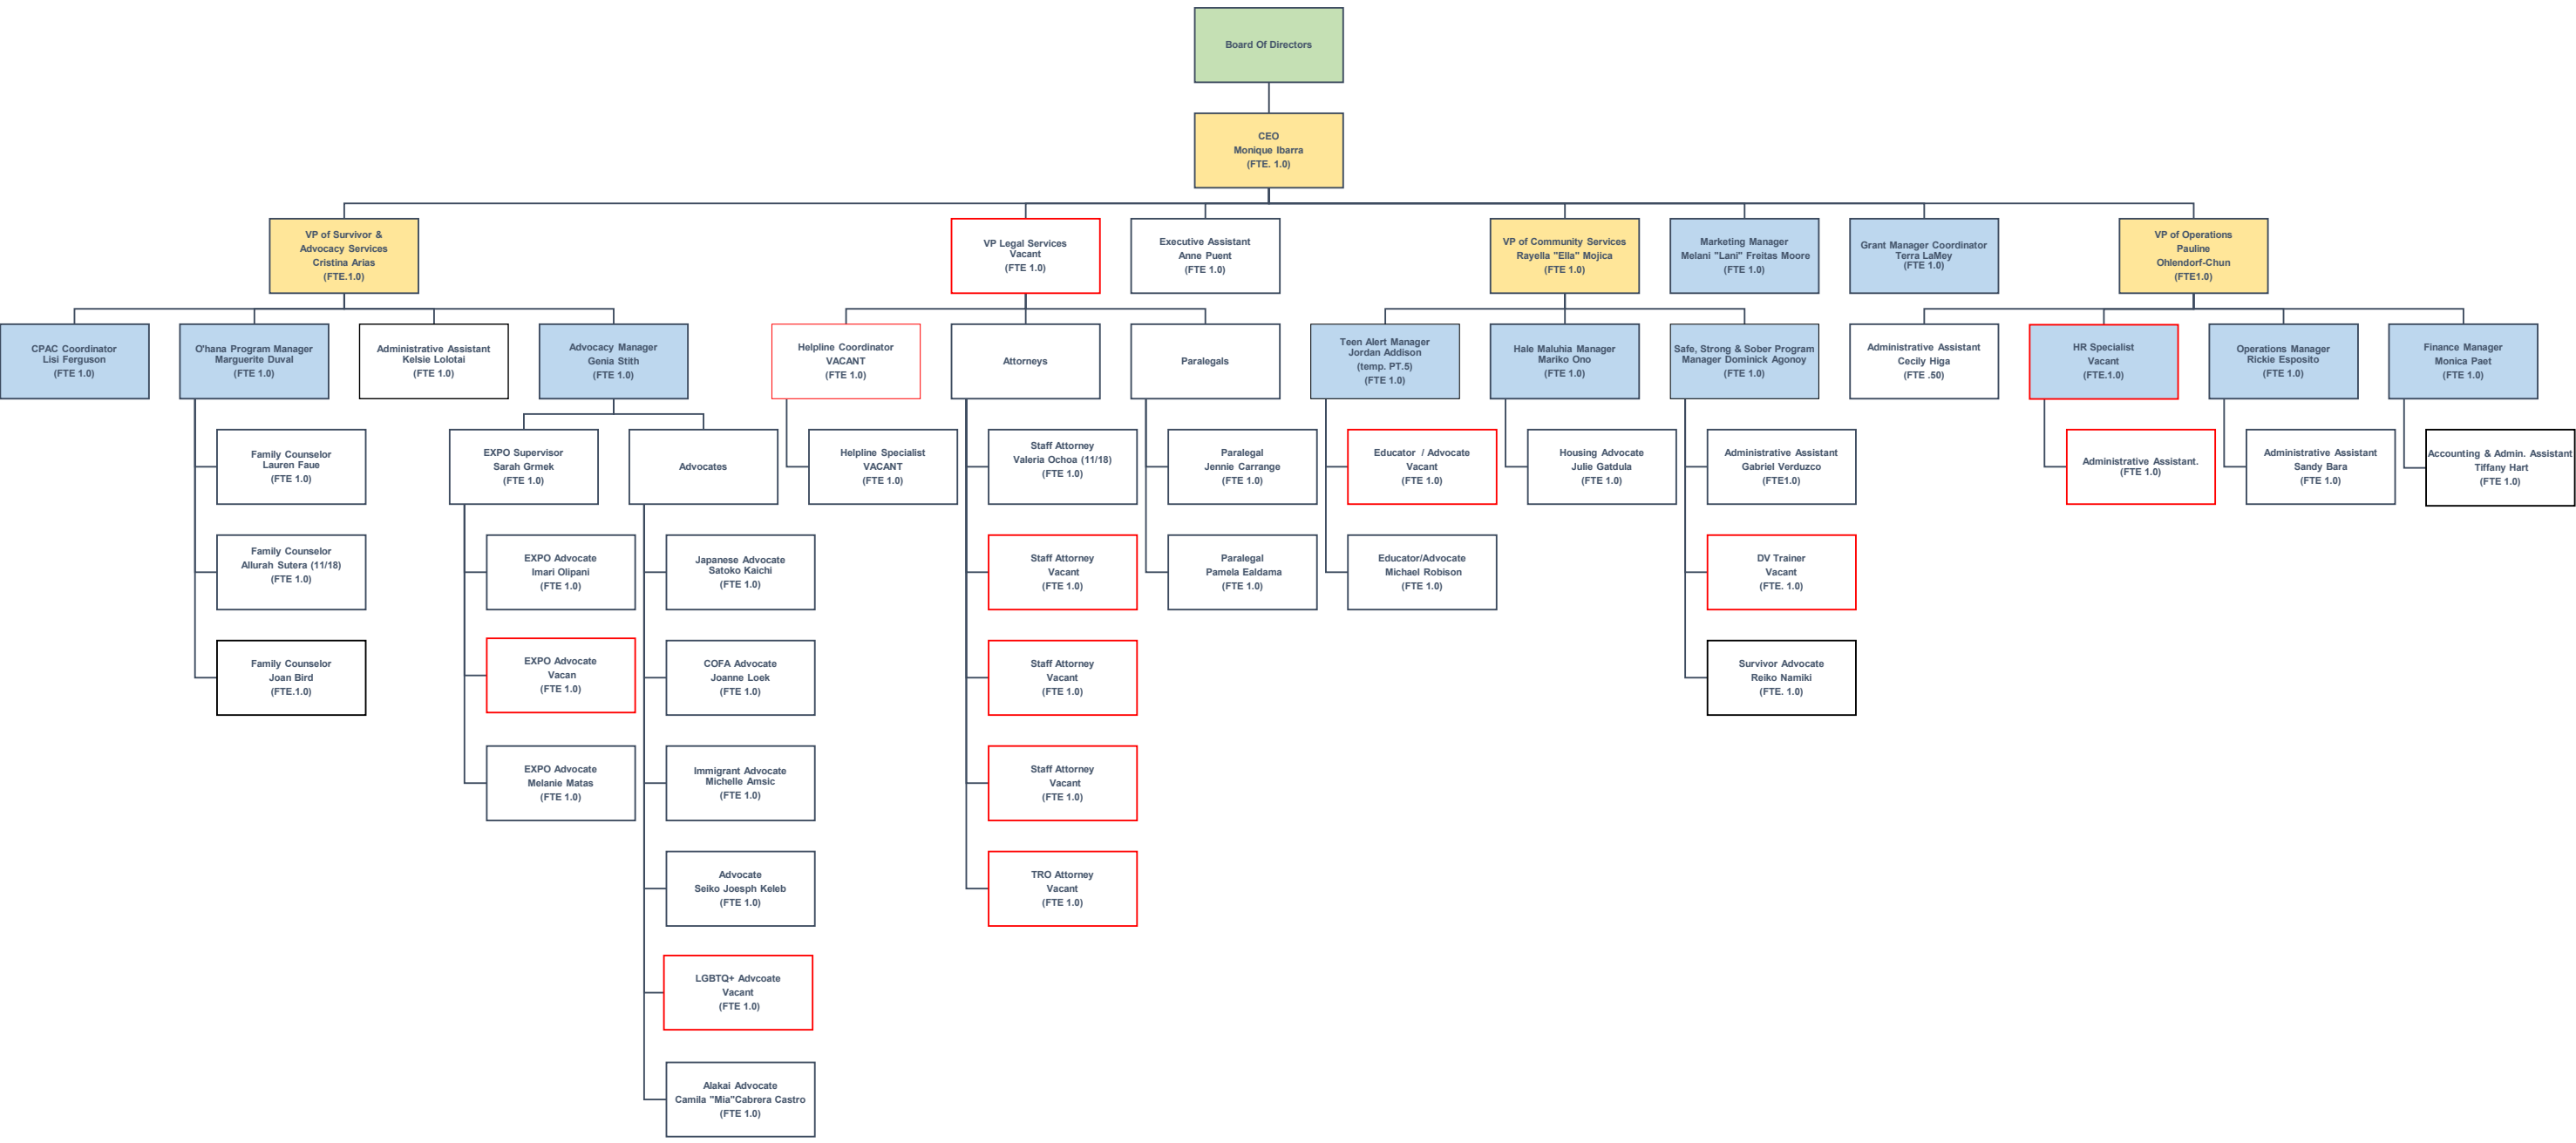 Board Of Directors
CEO
Monique Ibarra
(FTE. 1.0)
VP of Survivor &
Advocacy Services
Cristina Arias
(FTE.1.0)
VP Legal Services
Vacant
(FTE 1.0)
Executive Assistant
Anne Puent
(FTE 1.0)
VP of Community Services
Rayella "Ella" Mojica
(FTE 1.0)
Marketing Manager
Melani "Lani" Freitas Moore
(FTE 1.0)
Grant Manager Coordinator
Terra LaMey
(FTE 1.0)
VP of Operations
Pauline
Ohlendorf-Chun
(FTE1.0)
CPAC Coordinator
Lisi Ferguson
(FTE 1.0)
O'hana Program Manager
Marguerite Duval
(FTE 1.0)
Administrative Assistant
Kelsie Lolotai
(FTE 1.0)
Advocacy Manager
Genia Stith
(FTE 1.0)
Helpline Coordinator
VACANT
(FTE 1.0)
Attorneys
Paralegals
Teen Alert Manager
Jordan Addison
(temp. PT.5)
(FTE 1.0)
Hale Maluhia Manager
Mariko Ono
(FTE 1.0)
Safe, Strong & Sober Program
Manager Dominick Agonoy
(FTE 1.0)
Administrative Assistant
Cecily Higa
(FTE .50)
HR Specialist
Vacant
(FTE.1.0)
Operations Manager
Rickie Esposito
(FTE 1.0)
Finance Manager
Monica Paet
(FTE 1.0)
Family Counselor
Lauren Faue
(FTE 1.0)
EXPO Supervisor
Sarah Grmek
(FTE 1.0)
Advocates
Helpline Specialist
VACANT
(FTE 1.0)
Staff Attorney
Valeria Ochoa (11/18)
(FTE 1.0)
Paralegal
Jennie Carrange
(FTE 1.0)
Educator / Advocate
Vacant
(FTE 1.0)
Housing Advocate
Julie Gatdula
(FTE 1.0)
Administrative Assistant
Gabriel Verduzco
(FTE1.0)
Administrative Assistant.
(FTE 1.0)
Administrative Assistant
Sandy Bara
(FTE 1.0)
Accounting & Admin. Assistant
Tiffany Hart
(FTE 1.0)
Family Counselor
Allurah Sutera (11/18)
(FTE 1.0)
EXPO Advocate
Imari Olipani
(FTE 1.0)
Japanese Advocate
Satoko Kaichi
(FTE 1.0)
Staff Attorney
Vacant
(FTE 1.0)
Paralegal
Pamela Ealdama
(FTE 1.0)
Educator/Advocate
Michael Robison
(FTE 1.0)
DV Trainer
Vacant
(FTE. 1.0)
Family Counselor
Joan Bird
(FTE.1.0)
EXPO Advocate
Vacan
(FTE 1.0)
COFA Advocate
Joanne Loek
(FTE 1.0)
Staff Attorney
Vacant
(FTE 1.0)
Survivor Advocate
Reiko Namiki
(FTE. 1.0)
EXPO Advocate
Melanie Matas
(FTE 1.0)
Immigrant Advocate
Michelle Amsic
(FTE 1.0)
Staff Attorney
Vacant
(FTE 1.0)
Advocate
Seiko Joesph Keleb
(FTE 1.0)
TRO Attorney
Vacant
(FTE 1.0)
LGBTQ+ Advcoate
Vacant
(FTE 1.0)
Alakai Advocate
Camila "Mia"Cabrera Castro
(FTE 1.0)